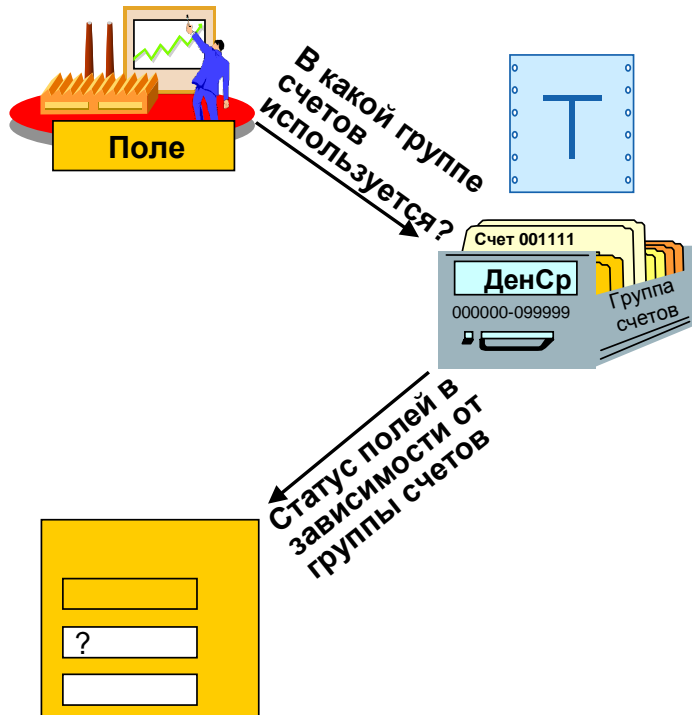 Поле
В какой группе
счетов
используется?
Т
Счет 001111
ДенСр
000000-099999
Группа
счетов
Статус полей в
зависимости от
группы счетов
?